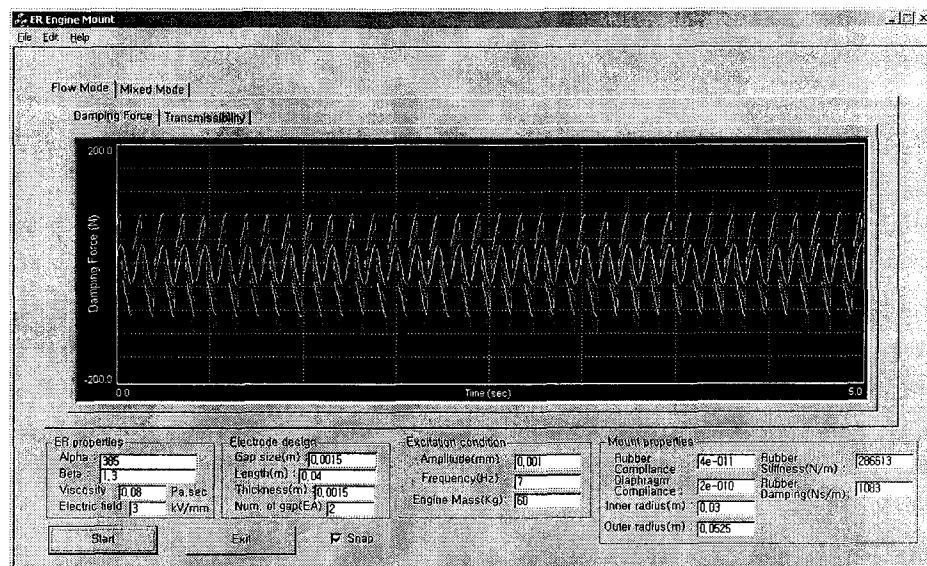 ER Engine Mount
File Edit Help
Flow Mode Mixed Mode
Damping Force Transmissibility
200.0
Damping Force (N)
-200.0
0.0 Time(sec) 5.0
ER properties
Alpha : 385
Beta : 1,3
Viscosity 0,08 Pa.sec
Electric field 3 kV/mm
Electrode design
Gap size(m) : 0,0015
Length(m) : 0,04
Thickness(m) : 0,0015
Num. of gap(EA) 2
Excitation condition
Amplitude(mm) : 0,001
Frequency(Hz) 7
Engine Mass(Kg) 60
Mount properties
Rubber Compliance 4e-011
Diaphragm Compliance : 2e-010
Inner radius(m) : 0,03
Outer radius(m) : 0,0525
Rubber Stiffness(N/m) : 286613
Rubber Damping(Ns/m) : 1083
Start Exit Snap